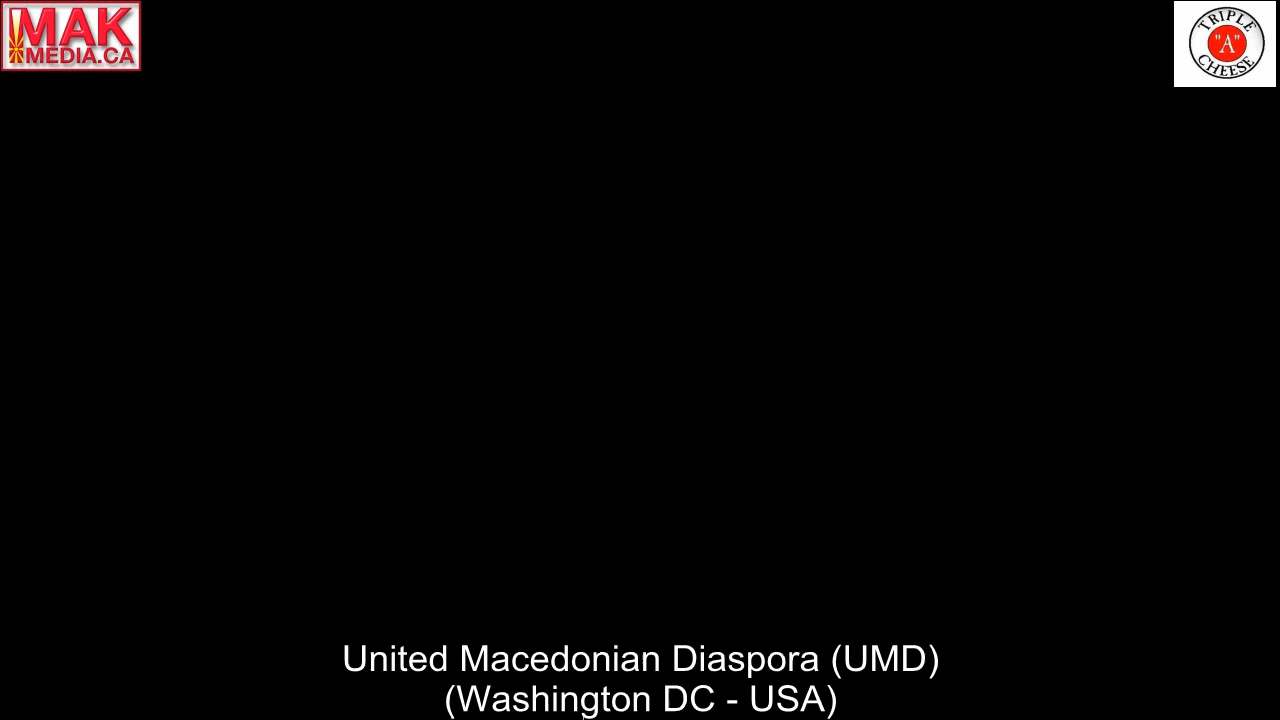 MAK
MEDIA.CA
TRIPLE
"A"
CHEESE
United Macedonian Diaspora (UMD)
(Washington DC - USA)